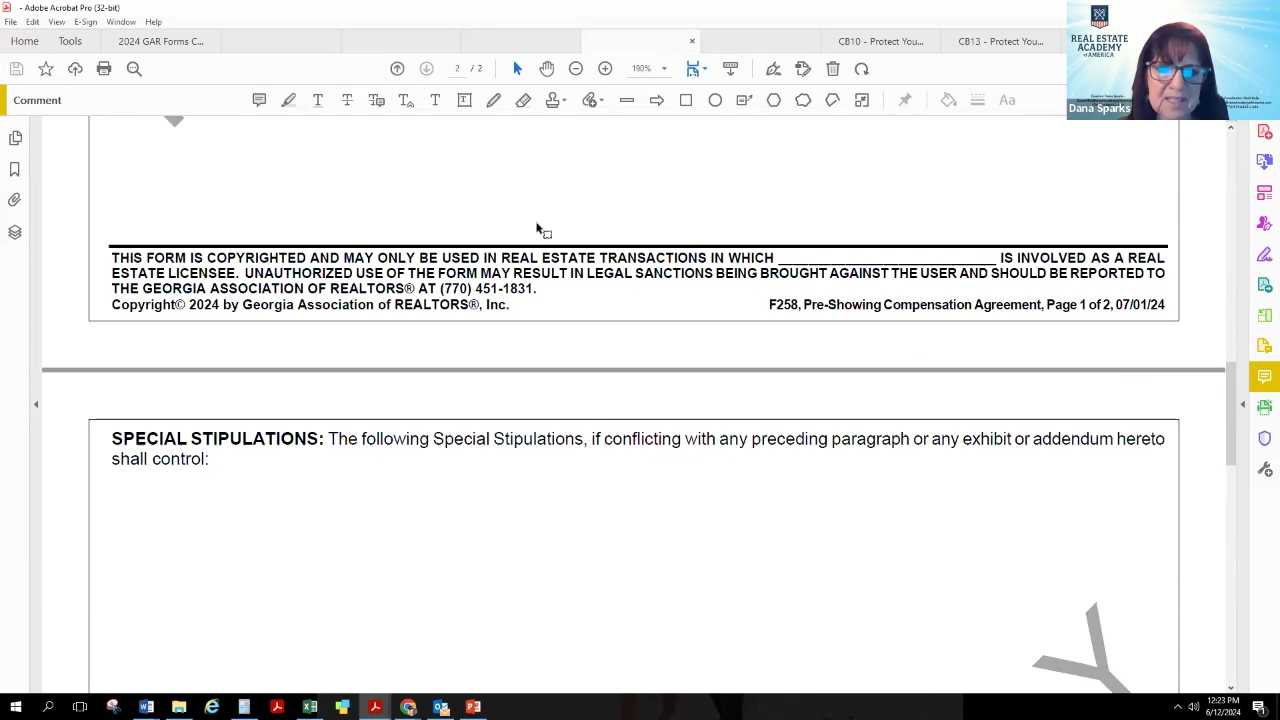 - Adobe Acrobat Pro (32-bit)
File Edit View E-Sign Window Help
Home Tools 2024 GAR Forms C... × CB10 - Protect You... CB13 - Protect You...
2 / 2 190%
Comment Aa
REAL ESTATE
ACADEMY
OF AMERICA
Dana Sparks
THIS FORM IS COPYRIGHTED AND MAY ONLY BE USED IN REAL ESTATE TRANSACTIONS IN WHICH ____________________________ IS INVOLVED AS A REAL
ESTATE LICENSEE. UNAUTHORIZED USE OF THE FORM MAY RESULT IN LEGAL SANCTIONS BEING BROUGHT AGAINST THE USER AND SHOULD BE REPORTED TO
THE GEORGIA ASSOCIATION OF REALTORS® AT (770) 451-1831.
Copyright© 2024 by Georgia Association of REALTORS®, Inc. F258, Pre-Showing Compensation Agreement, Page 1 of 2, 07/01/24
SPECIAL STIPULATIONS: The following Special Stipulations, if conflicting with any preceding paragraph or any exhibit or addendum hereto
shall control:
Y
12:23 PM
6/12/2024